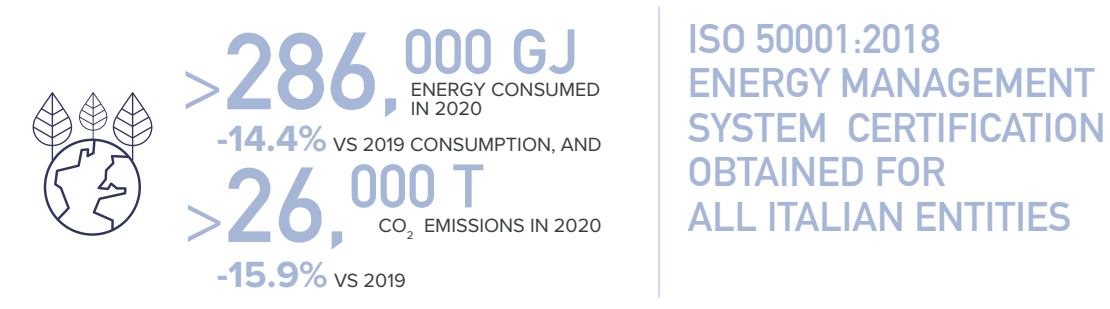 >286,000 GJ
ENERGY CONSUMED
IN 2020
-14.4% VS 2019 CONSUMPTION, AND
>26,000 T
CO₂ EMISSIONS IN 2020
-15.9% VS 2019
ISO 50001:2018
ENERGY MANAGEMENT
SYSTEM CERTIFICATION
OBTAINED FOR
ALL ITALIAN ENTITIES